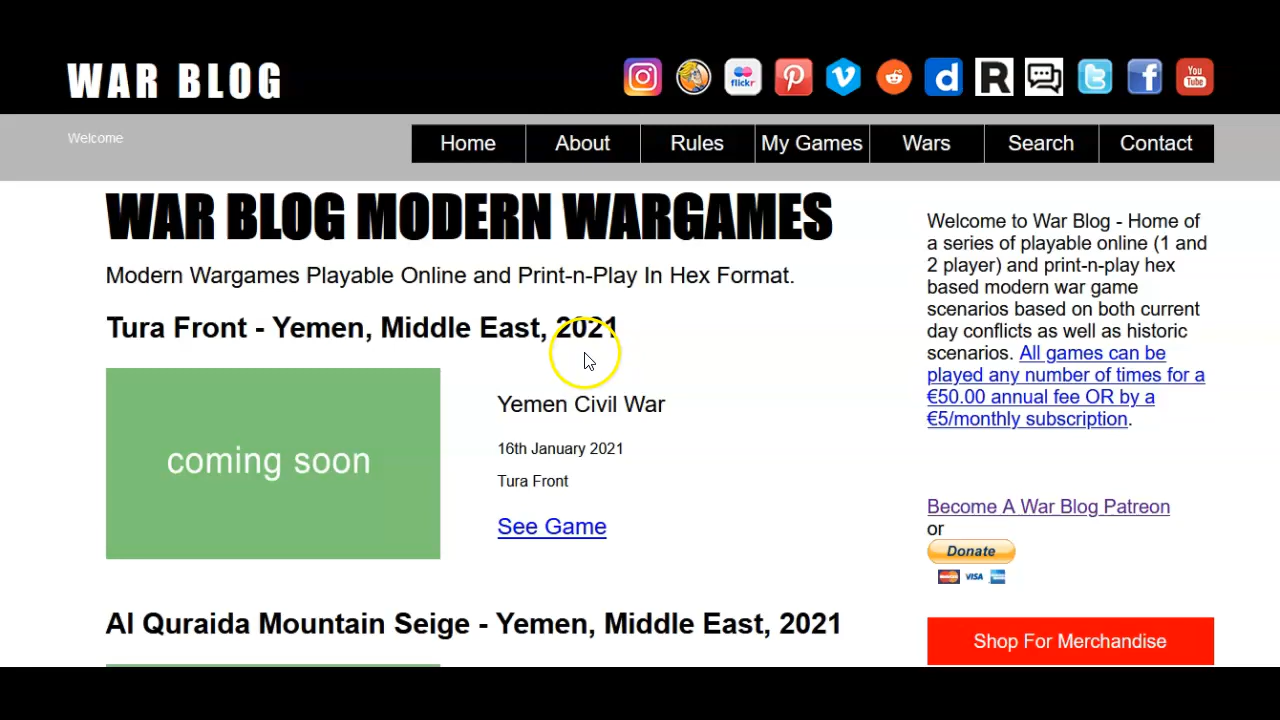 WAR BLOG
flickr
You
Tube
Welcome
Home
About
Rules
My Games
Wars
Search
Contact
WAR BLOG MODERN WARGAMES
Modern Wargames Playable Online and Print-n-Play In Hex Format.
Tura Front - Yemen, Middle East, 2021
coming soon
Yemen Civil War
16th January 2021
Tura Front
See Game
Al Quraida Mountain Seige - Yemen, Middle East, 2021
Welcome to War Blog - Home of
a series of playable online (1 and
2 player) and print-n-play hex
based modern war game
scenarios based on both current
day conflicts as well as historic
scenarios. All games can be
played any number of times for a
€50.00 annual fee OR by a
€5/monthly subscription.
Become A War Blog Patreon
or
Donate
VISA
Shop For Merchandise